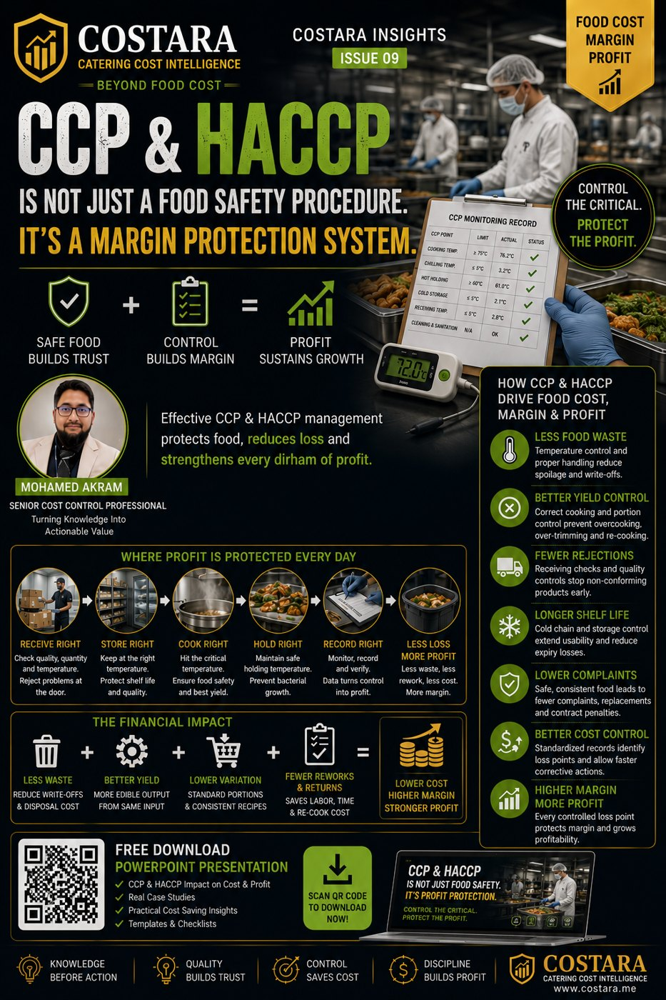 COSTARA
CATERING COST INTELLIGENCE
BEYOND FOOD COST
COSTARA INSIGHTS
ISSUE 09
FOOD COST
MARGIN
PROFIT
CCP & HACCP
IS NOT JUST A FOOD SAFETY PROCEDURE.
IT'S A MARGIN PROTECTION SYSTEM.
CONTROL
THE CRITICAL.
PROTECT
THE PROFIT.
CCP MONITORING RECORD
CCP POINT LIMIT ACTUAL STATUS
COOKING TEMP. ≥ 75°C 76.2°C ✓
CHILLING TEMP. ≤ 5°C 3.2°C ✓
HOT HOLDING ≥ 60°C 61.0°C ✓
COLD STORAGE ≤ 5°C 2.1°C ✓
RECEIVING TEMP. ≤ 5°C 2.8°C ✓
CLEANING & SANITATION N/A OK ✓
72.0°C
SAFE FOOD
BUILDS TRUST
+
CONTROL
BUILDS MARGIN
=
PROFIT
SUSTAINS GROWTH
Effective CCP & HACCP management
protects food, reduces loss and
strengthens every dirham of profit.
MOHAMED AKRAM
SENIOR COST CONTROL PROFESSIONAL
Turning Knowledge Into
Actionable Value
HOW CCP & HACCP
DRIVE FOOD COST,
MARGIN & PROFIT
LESS FOOD WASTE
Temperature control and
proper handling reduce
spoilage and write-offs.
BETTER YIELD CONTROL
Correct cooking and portion
control prevent overcooking,
over-trimming and re-cooking.
FEWER REJECTIONS
Receiving checks and quality
controls stop non-conforming
products early.
LONGER SHELF LIFE
Cold chain and storage control
extend usability and reduce
expiry losses.
LOWER COMPLAINTS
Safe, consistent food leads to
fewer complaints, replacements
and contract penalties.
BETTER COST CONTROL
Standardized records identify
loss points and allow faster
corrective actions.
HIGHER MARGIN
MORE PROFIT
Every controlled loss point
protects margin and grows
profitability.
WHERE PROFIT IS PROTECTED EVERY DAY
RECEIVE RIGHT
Check quality, quantity
and temperature.
Reject problems at
the door.
STORE RIGHT
Keep at the right
temperature.
Protect shelf life
and quality.
COOK RIGHT
Hit the critical
temperature.
Ensure food safety
and best yield.
HOLD RIGHT
Maintain safe
holding temperature.
Prevent bacterial
growth.
RECORD RIGHT
Monitor, record
and verify.
Data turns control
into profit.
LESS LOSS
MORE PROFIT
Less waste, less
rework, less cost.
More margin.
THE FINANCIAL IMPACT
LESS WASTE
REDUCE WRITE-OFFS
& DISPOSAL COST
+
BETTER YIELD
MORE EDIBLE OUTPUT
FROM SAME INPUT
+
LOWER VARIATION
STANDARD PORTIONS
& CONSISTENT RECIPES
+
FEWER REWORKS
& RETURNS
SAVES LABOR, TIME
& RE-COOK COST
=
LOWER COST
HIGHER MARGIN
STRONGER PROFIT
FREE DOWNLOAD
POWERPOINT PRESENTATION
✓ CCP & HACCP Impact on Cost & Profit
✓ Real Case Studies
✓ Practical Cost Saving Insights
✓ Templates & Checklists
SCAN QR CODE
TO DOWNLOAD
NOW!
CCP & HACCP
IS NOT JUST FOOD SAFETY.
IT'S PROFIT PROTECTION.
CONTROL THE CRITICAL.
PROTECT THE PROFIT.
KNOWLEDGE
BEFORE ACTION
QUALITY
BUILDS TRUST
CONTROL
SAVES COST
DISCIPLINE
BUILDS PROFIT
COSTARA
CATERING COST INTELLIGENCE
www.costara.me